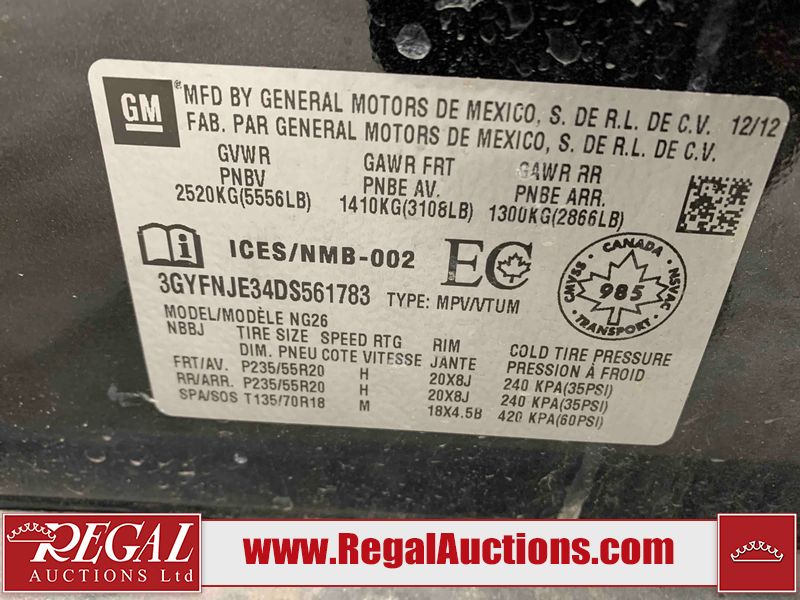 GM
MFD BY GENERAL MOTORS DE MEXICO, S. DE R.L. DE C.V. 12/12
FAB. PAR GENERAL MOTORS DE MEXICO, S. DE R.L. DE C.V.
GVWR GAWR FRT GAWR RR
PNBV PNBE AV. PNBE ARR.
2520KG(5556LB) 1410KG(3108LB) 1300KG(2866LB)
i ICES/NMB-002 EC
CANADA CMVSS NSVAC 985 TRANSPORT
3GYFNJE34DS561783 TYPE: MPV/VTUM
MODEL/MODÈLE NG26
NBBJ TIRE SIZE SPEED RTG RIM COLD TIRE PRESSURE
DIM. PNEU COTE VITESSE JANTE PRESSION À FROID
FRT/AV. P235/55R20 H 20X8J 240 KPA(35PSI)
RR/ARR. P235/55R20 H 20X8J 240 KPA(35PSI)
SPA/SOS T135/70R18 M 18X4.5B 420 KPA(60PSI)
REGAL
AUCTIONS Ltd
www.RegalAuctions.com